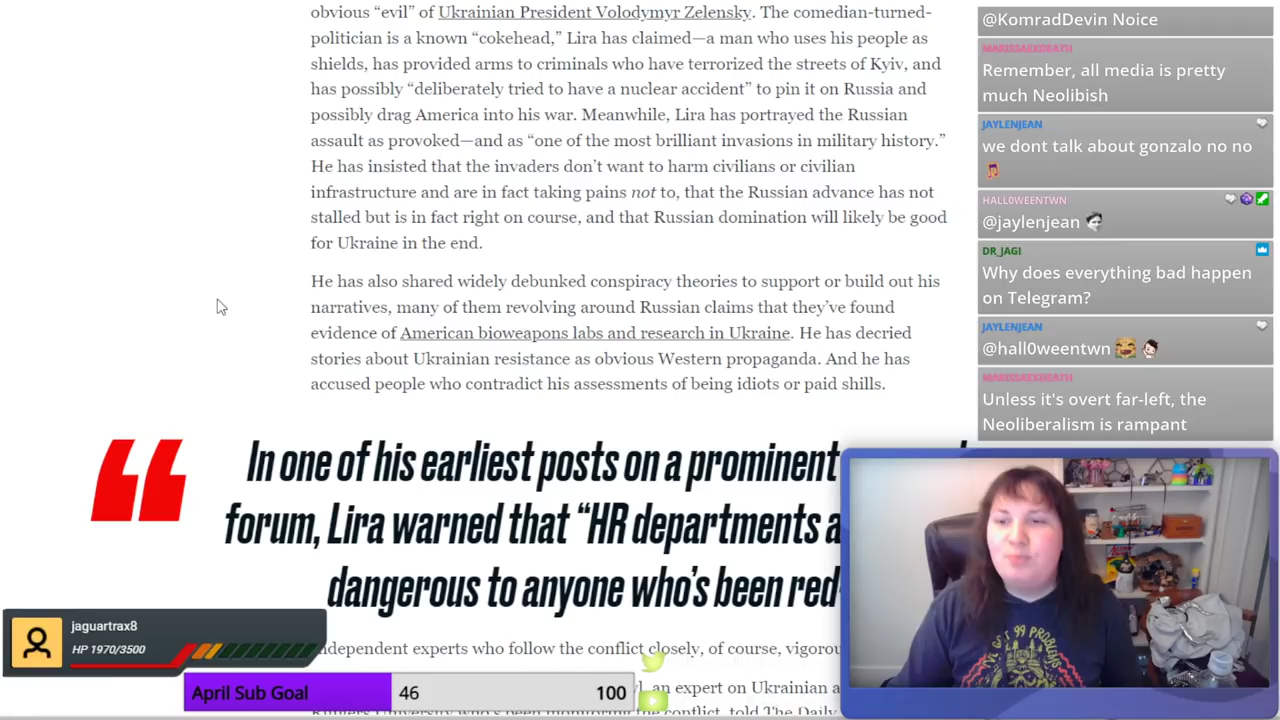 obvious “evil” of Ukrainian President Volodymyr Zelensky. The comedian-turned-
politician is a known “cokehead,” Lira has claimed—a man who uses his people as
shields, has provided arms to criminals who have terrorized the streets of Kyiv, and
has possibly “deliberately tried to have a nuclear accident” to pin it on Russia and
possibly drag America into his war. Meanwhile, Lira has portrayed the Russian
assault as provoked—and as “one of the most brilliant invasions in military history.”
He has insisted that the invaders don’t want to harm civilians or civilian
infrastructure and are in fact taking pains not to, that the Russian advance has not
stalled but is in fact right on course, and that Russian domination will likely be good
for Ukraine in the end.
He has also shared widely debunked conspiracy theories to support or build out his
narratives, many of them revolving around Russian claims that they’ve found
evidence of American bioweapons labs and research in Ukraine. He has decried
stories about Ukrainian resistance as obvious Western propaganda. And he has
accused people who contradict his assessments of being idiots or paid shills.
“
In one of his earliest posts on a prominent
forum, Lira warned that “HR departments a
dangerous to anyone who’s been red
ndependent experts who follow the conflict closely, of course, vigorou
an expert on Ukrainian a
University who’s been monitoring the conflict, told The Daily
@KomradDevin Noice
Remember, all media is pretty
much Neolibish
JAYLENJEAN
we dont talk about gonzalo no no
HALL0WEENTWN
@jaylenjean
DR_JAGI
Why does everything bad happen
on Telegram?
JAYLENJEAN
@hall0weentwn
Unless it's overt far-left, the
Neoliberalism is rampant
jaguartrax8
HP 1970/3500
April Sub Goal 46 100
99 PROBLEMS